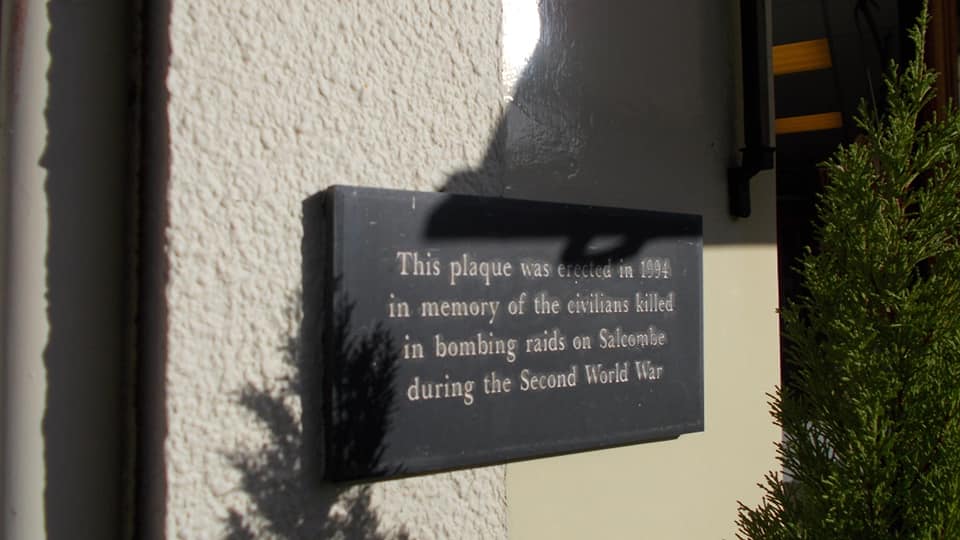 This plaque was erected in 1994
in memory of the civilians killed
in bombing raids on Salcombe
during the Second World War